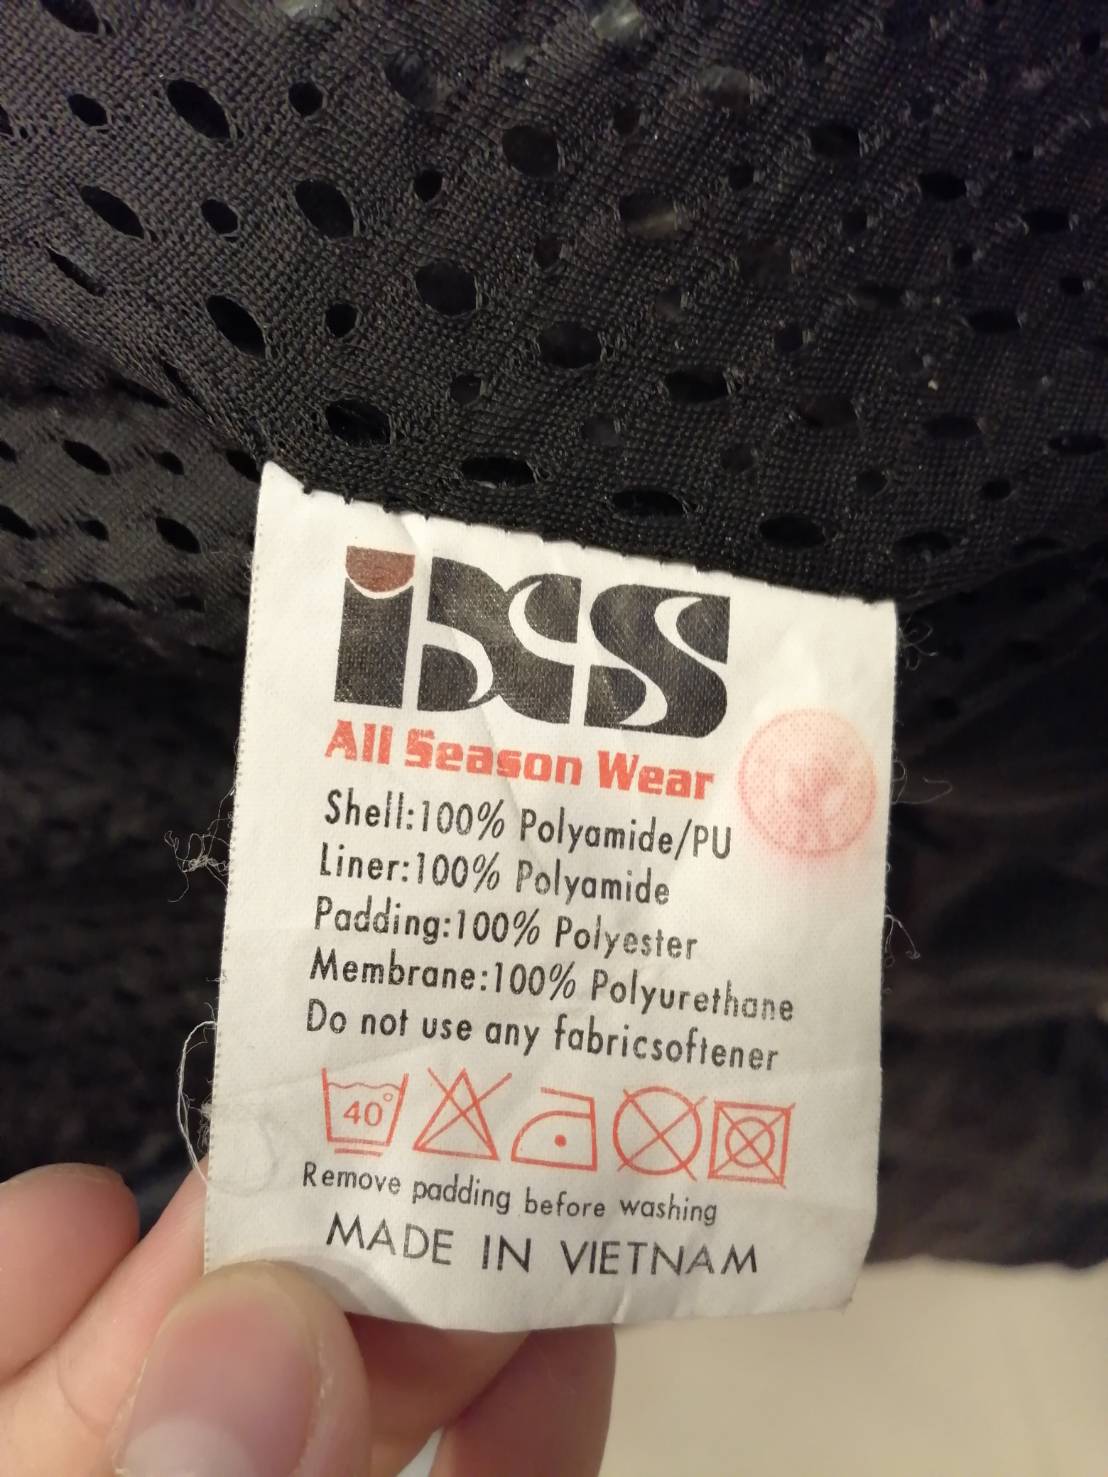 iXS
All Season Wear
Shell:100% Polyamide/PU
Liner:100% Polyamide
Padding:100% Polyester
Membrane:100% Polyurethane
Do not use any fabricsoftener
40°
Remove padding before washing
MADE IN VIETNAM